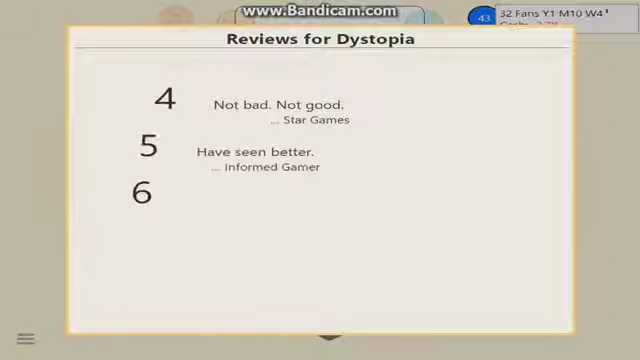 www.Bandicam.com
32 Fans Y1 M10 W4
43
Reviews for Dystopia
4
Not bad. Not good.
... Star Games
5
Have seen better.
... Informed Gamer
6